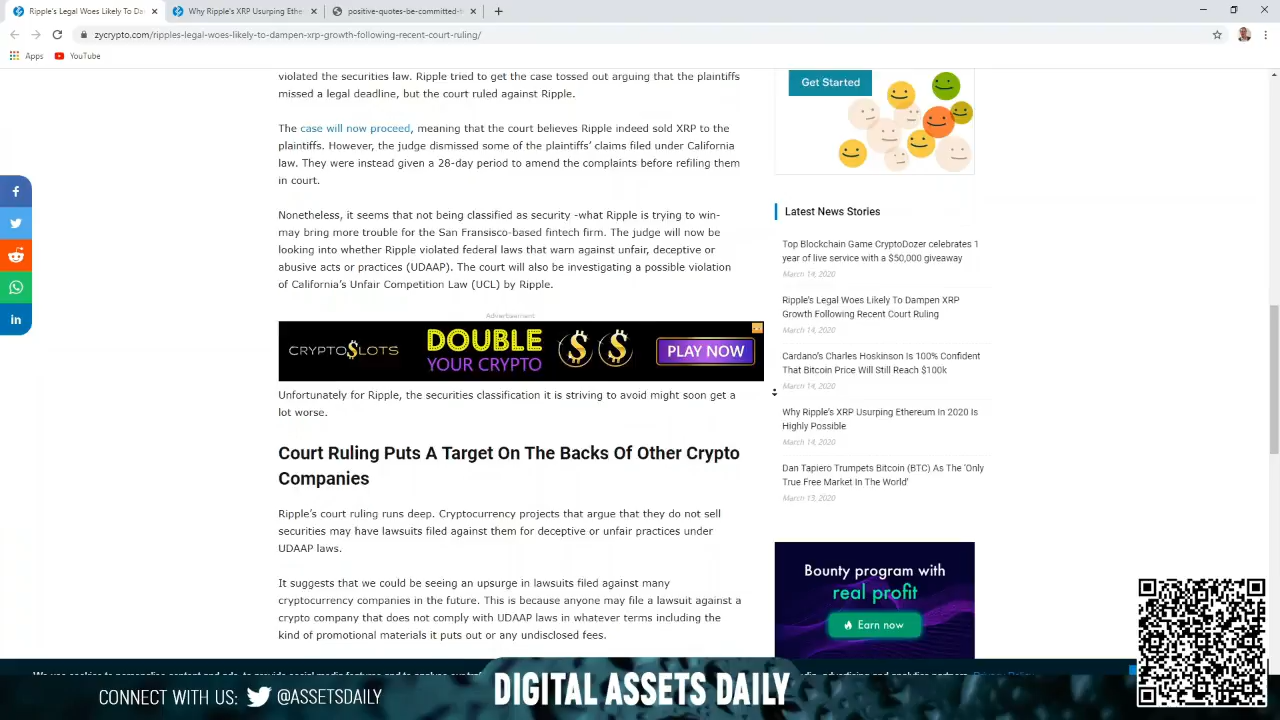 Ripple's Legal Woes Likely To Da
Why Ripple's XRP Usurping Ethe
positive-quotes-be-committed-t
zycrypto.com/ripples-legal-woes-likely-to-dampen-xrp-growth-following-recent-court-ruling/
Apps
YouTube
violated the securities law. Ripple tried to get the case tossed out arguing that the plaintiffs
missed a legal deadline, but the court ruled against Ripple.
The case will now proceed, meaning that the court believes Ripple indeed sold XRP to the
plaintiffs. However, the judge dismissed some of the plaintiffs' claims filed under California
law. They were instead given a 28-day period to amend the complaints before refiling them
in court.
Nonetheless, it seems that not being classified as security -what Ripple is trying to win-
may bring more trouble for the San Fransisco-based fintech firm. The judge will now be
looking into whether Ripple violated federal laws that warn against unfair, deceptive or
abusive acts or practices (UDAAP). The court will also be investigating a possible violation
of California's Unfair Competition Law (UCL) by Ripple.
Advertisement
CRYPTO$LOTS
DOUBLE
YOUR CRYPTO
PLAY NOW
Unfortunately for Ripple, the securities classification it is striving to avoid might soon get a
lot worse.
Court Ruling Puts A Target On The Backs Of Other Crypto
Companies
Ripple's court ruling runs deep. Cryptocurrency projects that argue that they do not sell
securities may have lawsuits filed against them for deceptive or unfair practices under
UDAAP laws.
It suggests that we could be seeing an upsurge in lawsuits filed against many
cryptocurrency companies in the future. This is because anyone may file a lawsuit against a
crypto company that does not comply with UDAAP laws in whatever terms including the
kind of promotional materials it puts out or any undisclosed fees.
Get Started
Latest News Stories
Top Blockchain Game CryptoDozer celebrates 1
year of live service with a $50,000 giveaway
March 14, 2020
Ripple's Legal Woes Likely To Dampen XRP
Growth Following Recent Court Ruling
March 14, 2020
Cardano's Charles Hoskinson Is 100% Confident
That Bitcoin Price Will Still Reach $100k
March 14, 2020
Why Ripple's XRP Usurping Ethereum In 2020 Is
Highly Possible
March 14, 2020
Dan Tapiero Trumpets Bitcoin (BTC) As The 'Only
True Free Market In The World'
March 13, 2020
Bounty program with
real profit
Earn now
CONNECT WITH US: @ASSETSDAILY
DIGITAL ASSETS DAILY